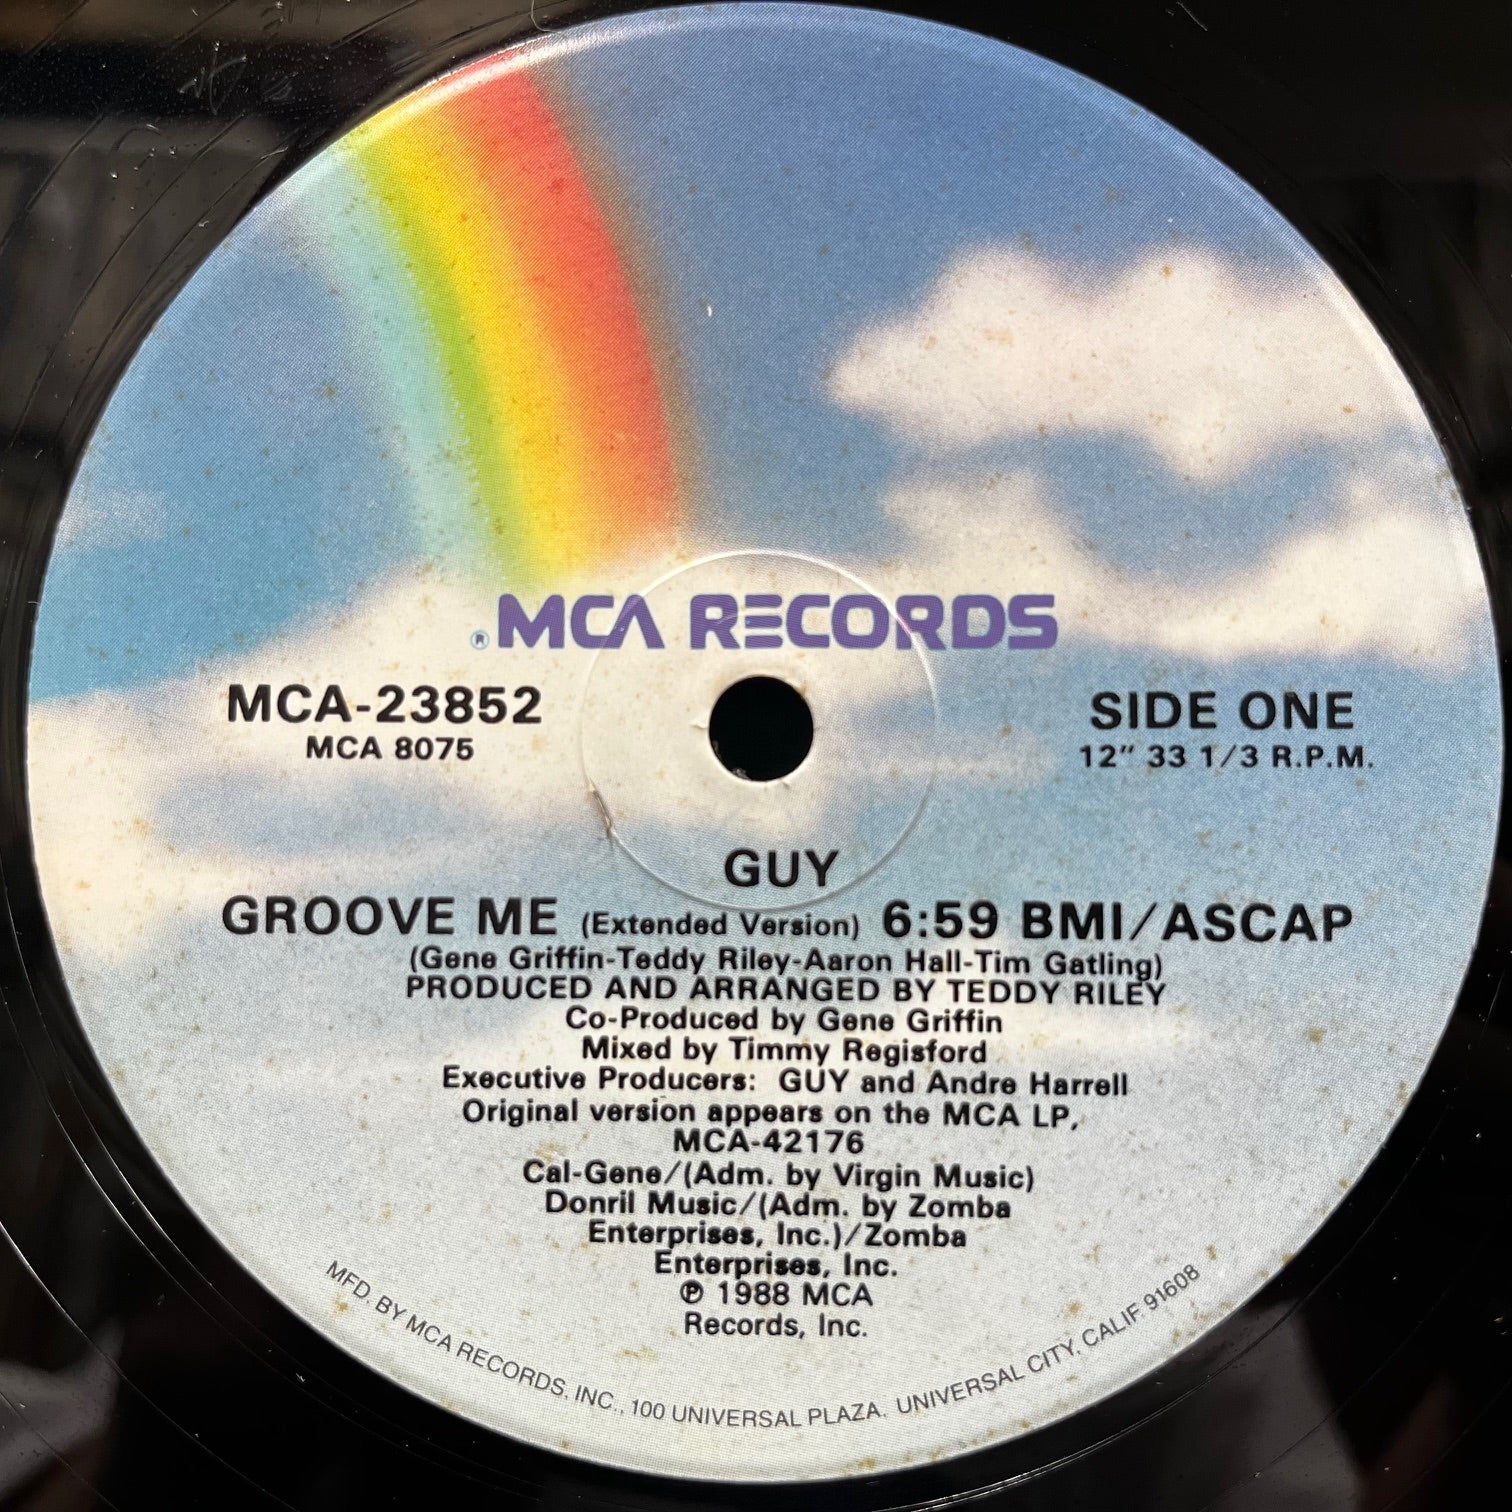 ® MCA RECORDS
MCA-23852
MCA 8075
SIDE ONE
12" 33 1/3 R.P.M.
GUY
GROOVE ME (Extended Version) 6:59 BMI/ASCAP
(Gene Griffin-Teddy Riley-Aaron Hall-Tim Gatling)
PRODUCED AND ARRANGED BY TEDDY RILEY
Co-Produced by Gene Griffin
Mixed by Timmy Regisford
Executive Producers: GUY and Andre Harrell
Original version appears on the MCA LP,
MCA-42176
Cal-Gene/(Adm. by Virgin Music)
Donril Music/(Adm. by Zomba
Enterprises, Inc.)/Zomba
Enterprises, Inc.
℗ 1988 MCA
Records, Inc.
MFD. BY MCA RECORDS, INC., 100 UNIVERSAL PLAZA, UNIVERSAL CITY, CALIF. 91608